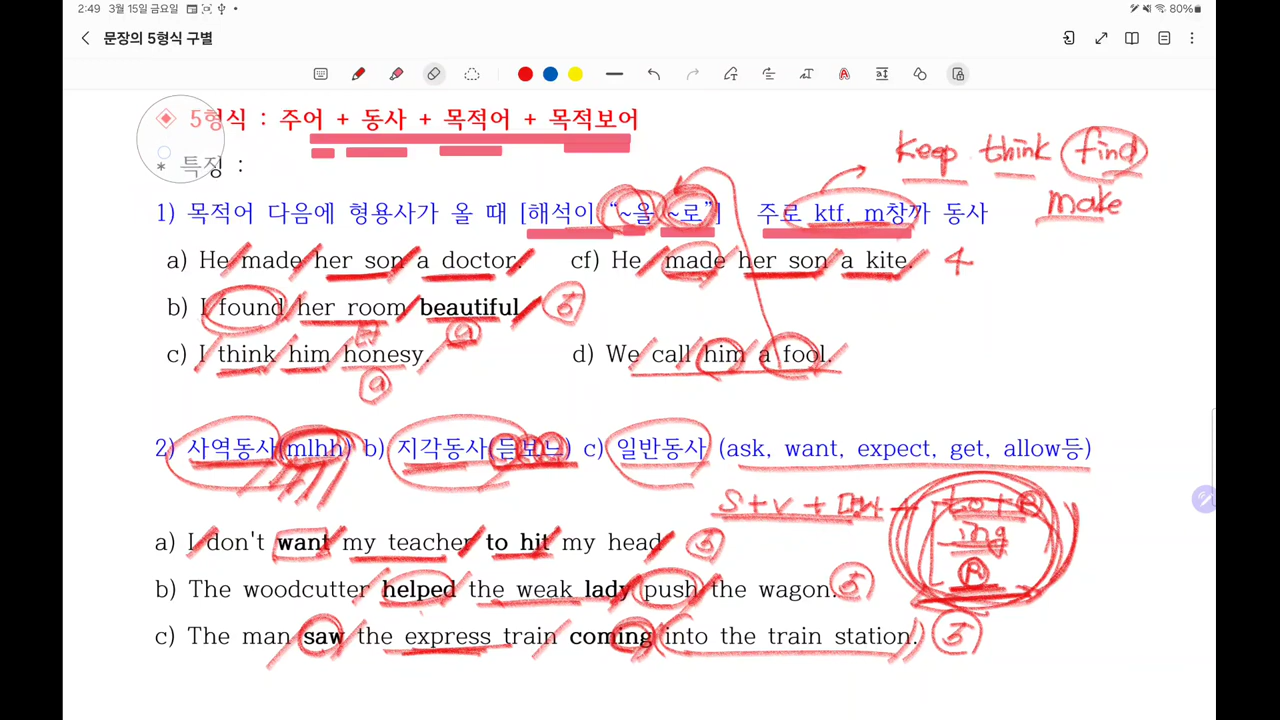 2:49 3월 15일 금요일 80%
문장의 5형식 구별
5형식 : 주어 + 동사 + 목적어 + 목적보어
keep think find
make
* 특징 :
1) 목적어 다음에 형용사가 올 때 [해석이 “~을 ~로”] 주로 ktf, m창까 동사
a) He made her son a doctor. cf) He made her son a kite. 4
b) I found her room beautiful. 5
c) I think him honesy. d) We call him a fool.
a
2) 사역동사(mlhh) b) 지각동사(듣보느) c) 일반동사 (ask, want, expect, get, allow등)
S+V+ + to+R
ing
R
a) I don't want my teacher to hit my head 5
b) The woodcutter helped the weak lady push the wagon. 5
c) The man saw the express train coming into the train station. 5